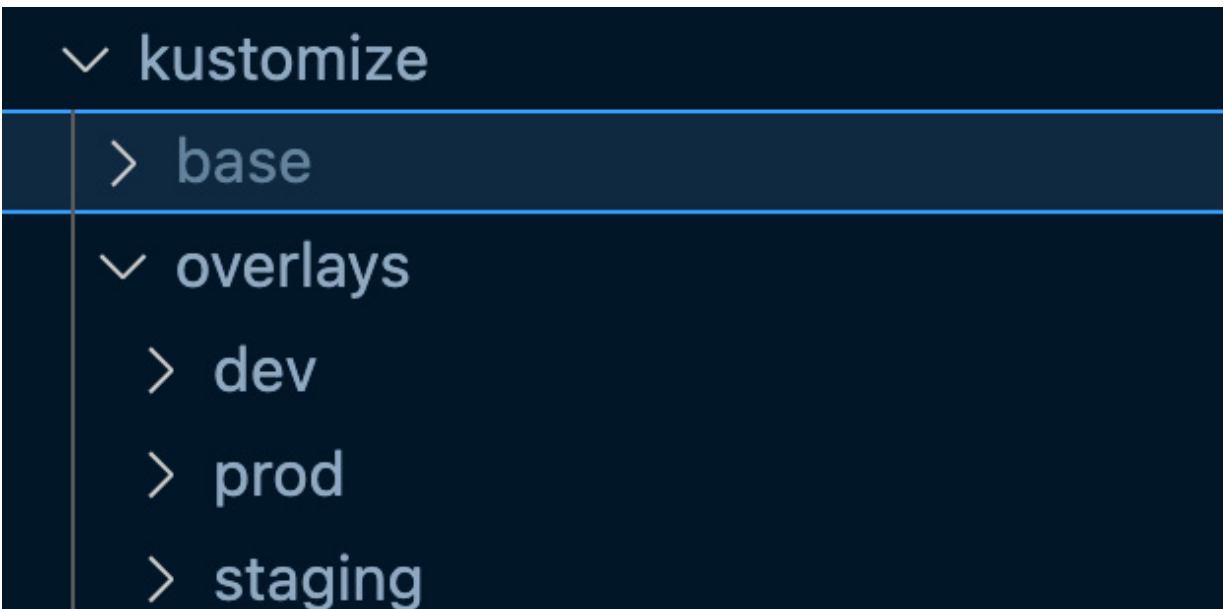 kustomize
base
overlays
dev
prod
staging